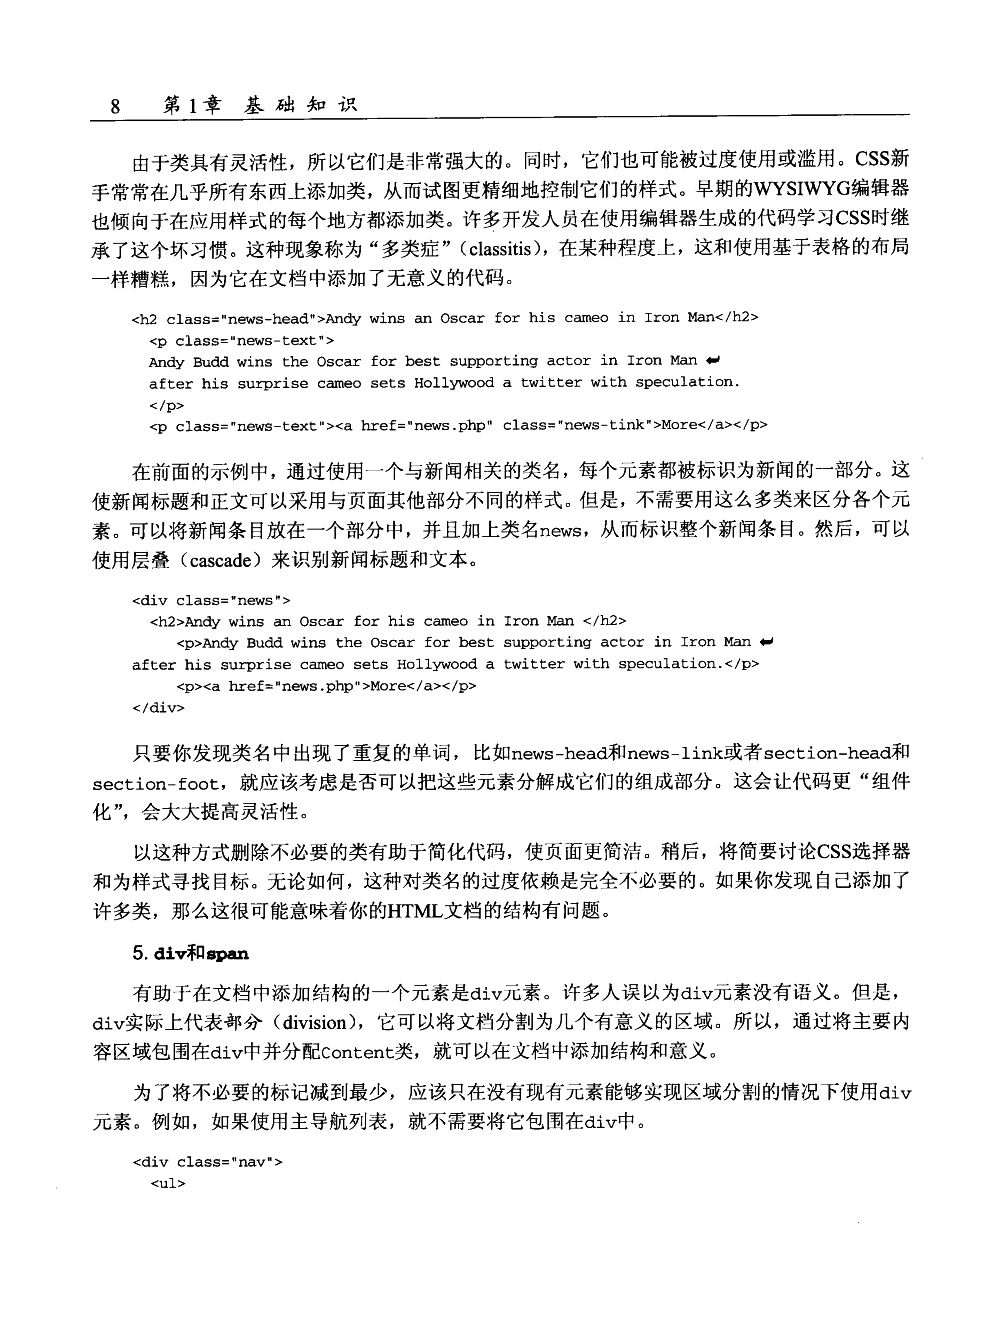 8 第1章 基础知识
由于类具有灵活性，所以它们是非常强大的。同时，它们也可能被过度使用或滥用。CSS新
手常常在几乎所有东西上添加类，从而试图更精细地控制它们的样式。早期的WYSIWYG编辑器
也倾向于在应用样式的每个地方都添加类。许多开发人员在使用编辑器生成的代码学习CSS时继
承了这个坏习惯。这种现象称为“多类症”（classitis），在某种程度上，这和使用基于表格的布局
一样糟糕，因为它在文档中添加了无意义的代码。
<h2 class="news-head">Andy wins an Oscar for his cameo in Iron Man</h2>
<p class="news-text">
Andy Budd wins the Oscar for best supporting actor in Iron Man ↵
after his surprise cameo sets Hollywood a twitter with speculation.
</p>
<p class="news-text"><a href="news.php" class="news-tink">More</a></p>
在前面的示例中，通过使用一个与新闻相关的类名，每个元素都被标识为新闻的一部分。这
使新闻标题和正文可以采用与页面其他部分不同的样式。但是，不需要用这么多类来区分各个元
素。可以将新闻条目放在一个部分中，并且加上类名news，从而标识整个新闻条目。然后，可以
使用层叠（cascade）来识别新闻标题和文本。
<div class="news">
<h2>Andy wins an Oscar for his cameo in Iron Man </h2>
<p>Andy Budd wins the Oscar for best supporting actor in Iron Man ↵
after his surprise cameo sets Hollywood a twitter with speculation.</p>
<p><a href="news.php">More</a></p>
</div>
只要你发现类名中出现了重复的单词，比如news-head和news-link或者section-head和
section-foot，就应该考虑是否可以把这些元素分解成它们的组成部分。这会让代码更“组件
化”，会大大提高灵活性。
以这种方式删除不必要的类有助于简化代码，使页面更简洁。稍后，将简要讨论CSS选择器
和为样式寻找目标。无论如何，这种对类名的过度依赖是完全不必要的。如果你发现自己添加了
许多类，那么这很可能意味着你的HTML文档的结构有问题。
5. div和span
有助于在文档中添加结构的一个元素是div元素。许多人误以为div元素没有语义。但是，
div实际上代表部分（division），它可以将文档分割为几个有意义的区域。所以，通过将主要内
容区域包围在div中并分配Content类，就可以在文档中添加结构和意义。
为了将不必要的标记减到最少，应该只在没有现有元素能够实现区域分割的情况下使用div
元素。例如，如果使用主导航列表，就不需要将它包围在div中。
<div class="nav">
<ul>